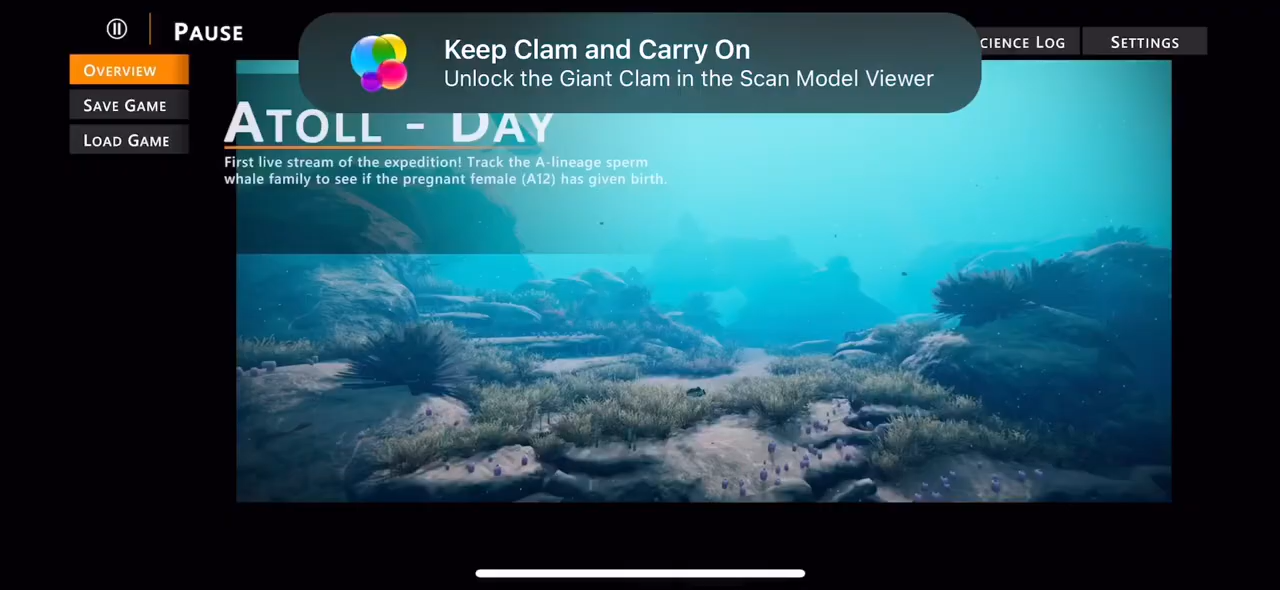 PAUSE
Keep Clam and Carry On
Unlock the Giant Clam in the Scan Model Viewer
CIENCE LOG
SETTINGS
OVERVIEW
SAVE GAME
LOAD GAME
ATOLL - DAY
First live stream of the expedition! Track the A-lineage sperm
whale family to see if the pregnant female (A12) has given birth.